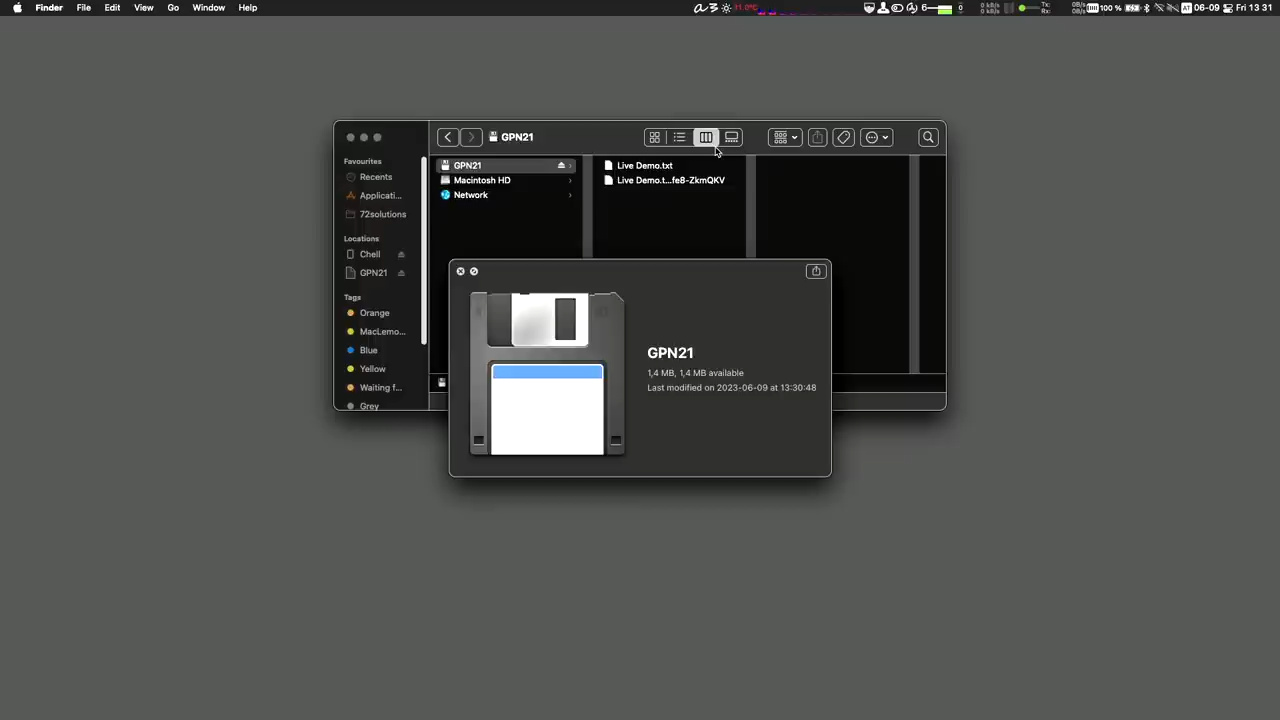 Finder File Edit View Go Window Help
6 100 % 06-09 Fri 13 31
GPN21
Favourites
Recents
Applicati...
72solutions
Locations
Chell
GPN21
Tags
Orange
MacLemo...
Blue
Yellow
Waiting f...
Grey
GPN21
Macintosh HD
Network
Live Demo.txt
Live Demo.t...fe8-ZkmQKV
GPN21
1,4 MB, 1,4 MB available
Last modified on 2023-06-09 at 13:30:48